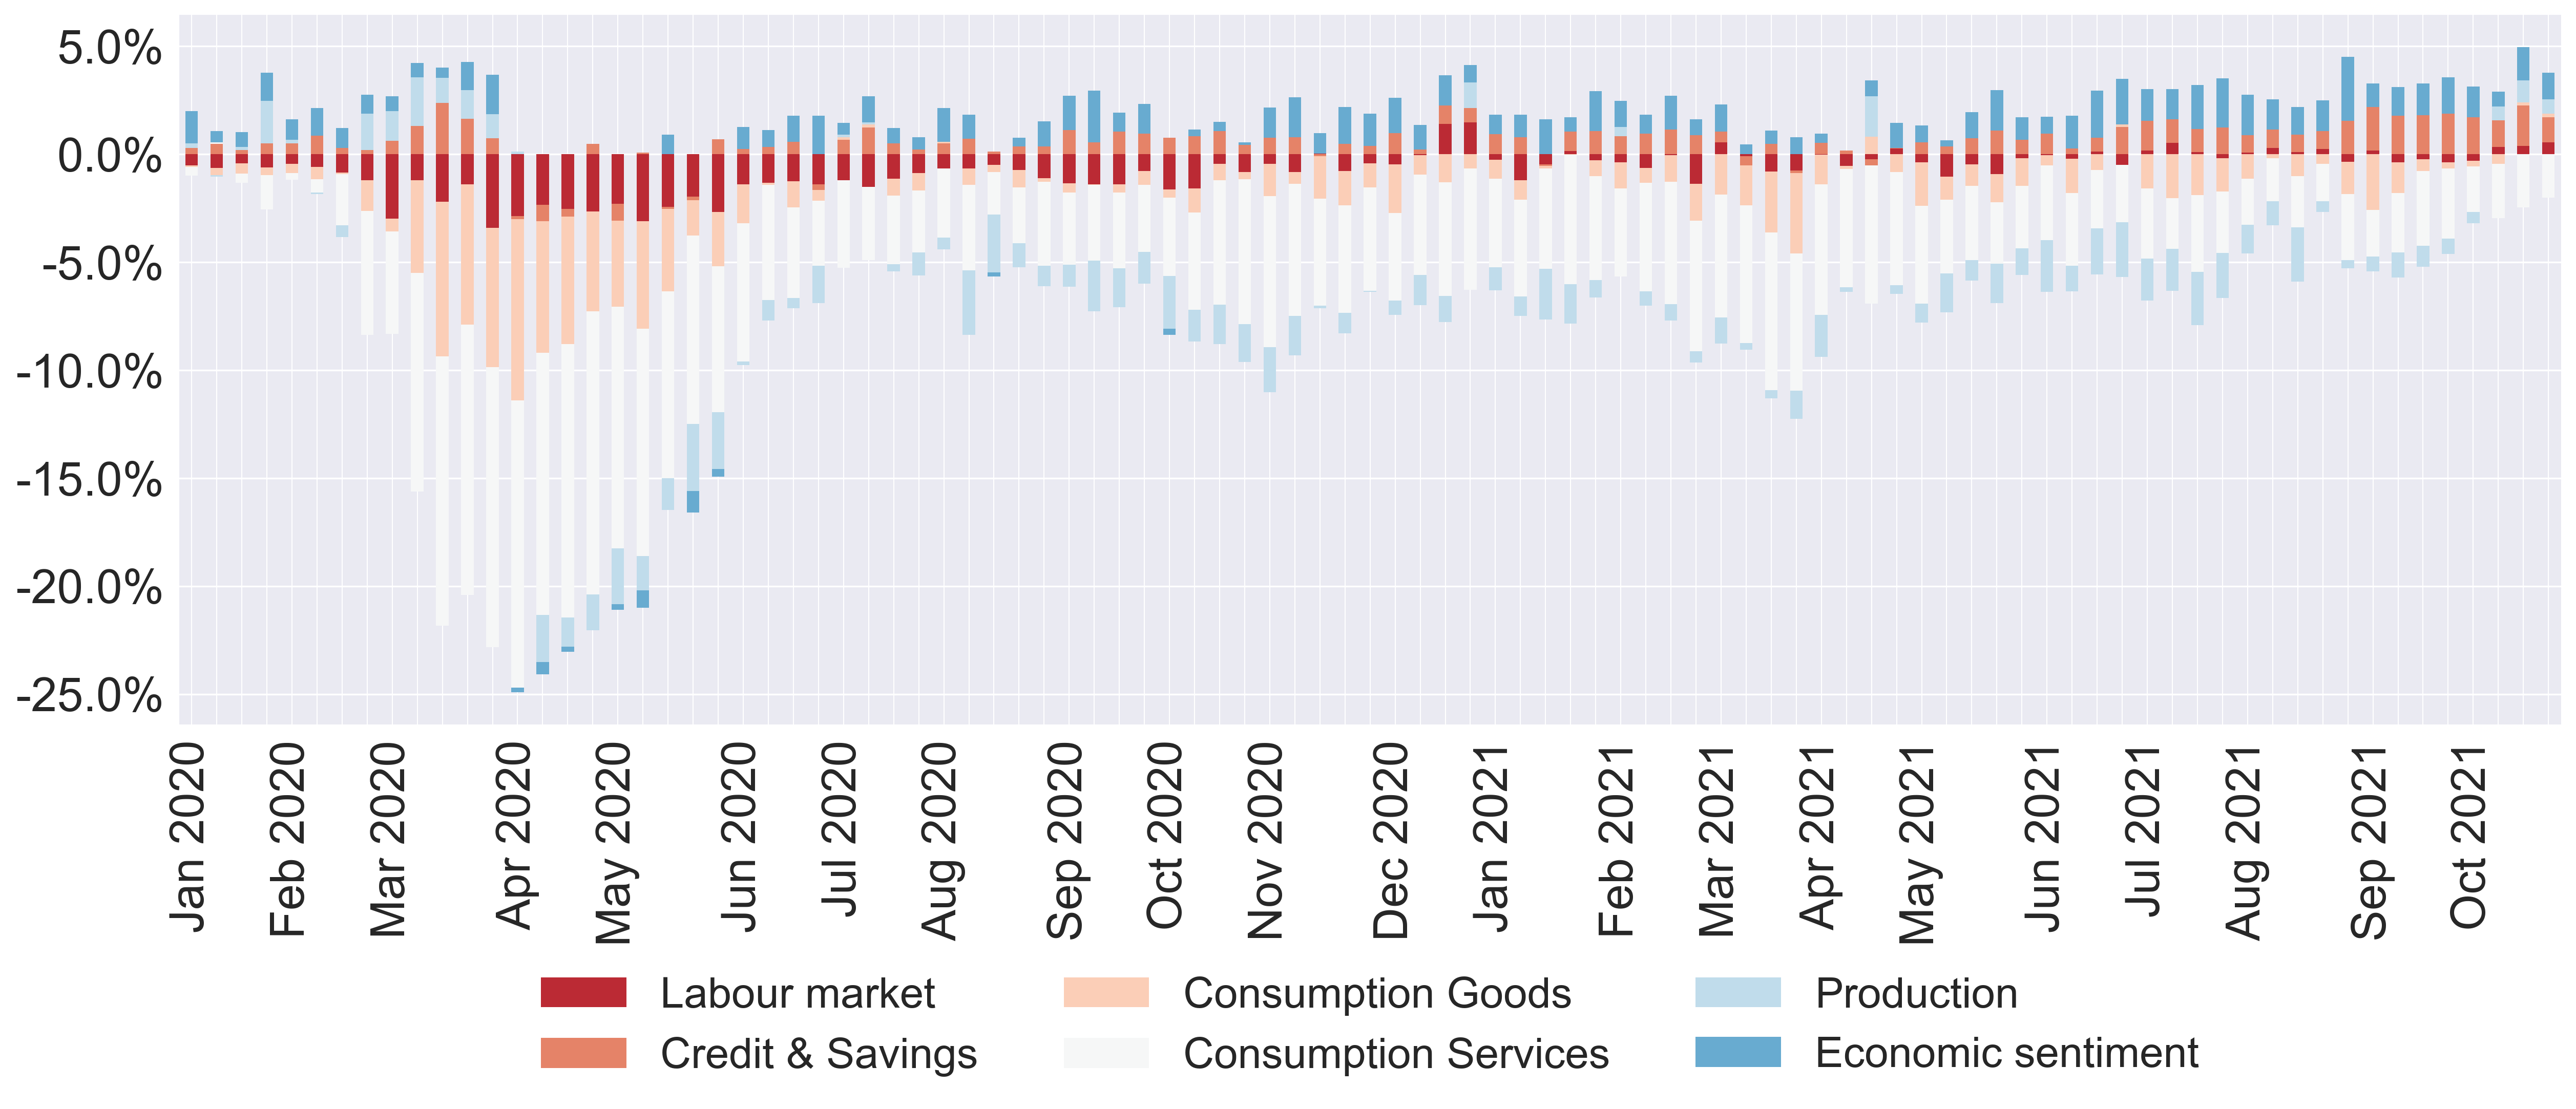 5.0%
0.0%
-5.0%
-10.0%
-15.0%
-20.0%
-25.0%
Jan 2020
Feb 2020
Mar 2020
Apr 2020
May 2020
Jun 2020
Jul 2020
Aug 2020
Sep 2020
Oct 2020
Nov 2020
Dec 2020
Jan 2021
Feb 2021
Mar 2021
Apr 2021
May 2021
Jun 2021
Jul 2021
Aug 2021
Sep 2021
Oct 2021
Labour market
Consumption Goods
Production
Credit & Savings
Consumption Services
Economic sentiment